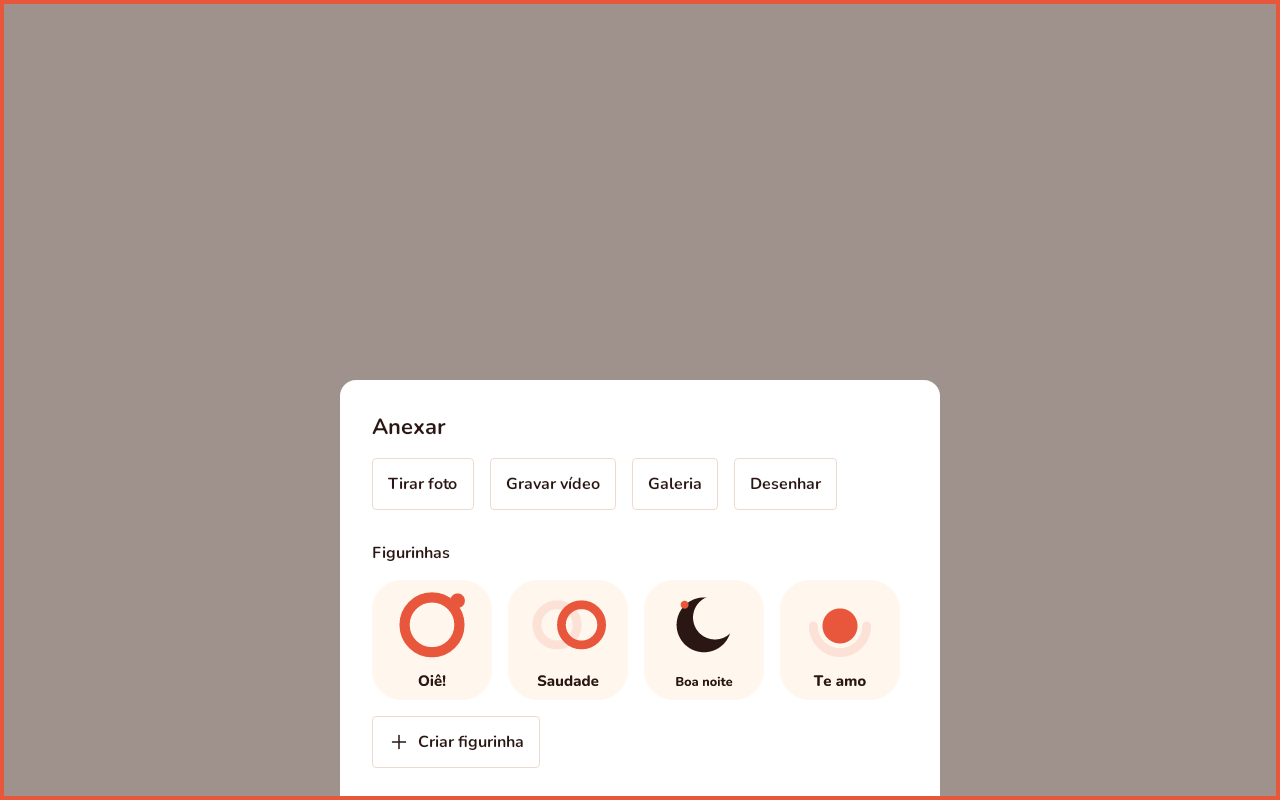 Anexar
Tirar foto
Gravar vídeo
Galeria
Desenhar
Figurinhas
Oiê!
Saudade
Boa noite
Te amo
Criar figurinha